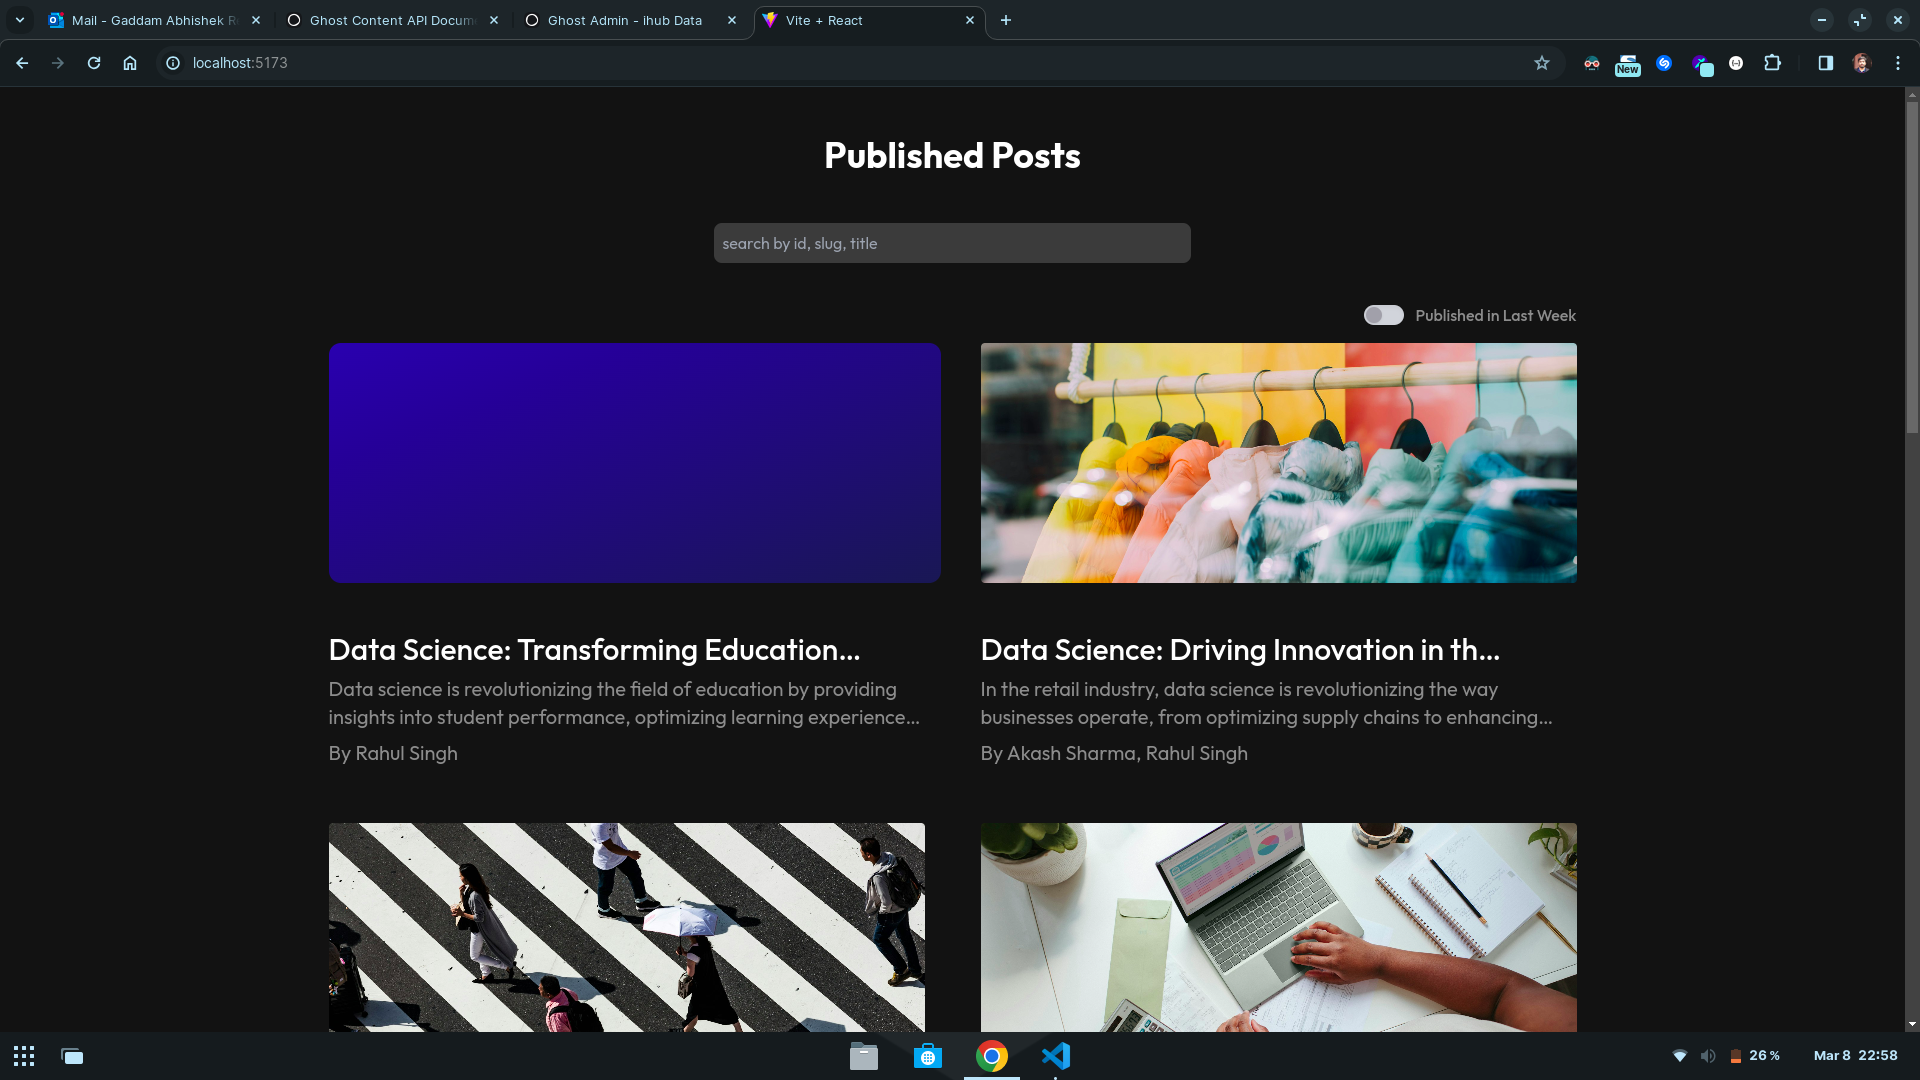 Mail - Gaddam Abhishek Re
Ghost Content API Docum
Ghost Admin - ihub Data
Vite + React
localhost:5173
New
Published Posts
search by id, slug, title
Published in Last Week
Data Science: Transforming Education...
Data science is revolutionizing the field of education by providing
insights into student performance, optimizing learning experience...
By Rahul Singh
Data Science: Driving Innovation in th...
In the retail industry, data science is revolutionizing the way
businesses operate, from optimizing supply chains to enhancing...
By Akash Sharma, Rahul Singh
26 %
Mar 8 22:58